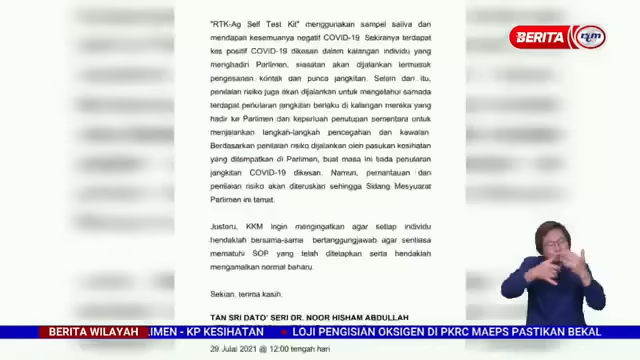 "RTK-Ag Self Test Kit" menggunakan sampel saliva dan
mendapati kesemuanya negatif COVID-19. Sekiranya terdapat
kes positif COVID-19 dikesan dalam kalangan individu yang
menghadiri Parlimen, siasatan akan dijalankan termasuk
pengesanan kontak dan punca jangkitan. Selain dari itu,
penilaian risiko juga akan dijalankan untuk mengetahui samada
terdapat penularan jangkitan berlaku di kalangan mereka yang
hadir ke Parlimen dan keperluan penutupan sementara untuk
menjalankan langkah-langkah pencegahan dan kawalan.
Berdasarkan penilaian risiko dijalankan oleh pasukan kesihatan
yang ditempatkan di Parlimen, buat masa ini tiada penularan
jangkitan COVID-19 dikesan. Namun, pemantauan dan
penilaian risiko akan diteruskan sehingga Sidang Mesyuarat
Parlimen ini tamat.
Justeru, KKM ingin mengingatkan agar setiap individu
hendaklah bersama-sama bertanggungjawab agar sentiasa
mematuhi SOP yang telah ditetapkan serta hendaklah
mengamalkan normal baharu.
Sekian, terima kasih.
TAN SRI DATO' SERI DR. NOOR HISHAM ABDULLAH
29 Julai 2021 @ 12:00 tengah hari
BERITA rtm
BERITA WILAYAH LIMEN - KP KESIHATAN LOJI PENGISIAN OKSIGEN DI PKRC MAEPS PASTIKAN BEKAL